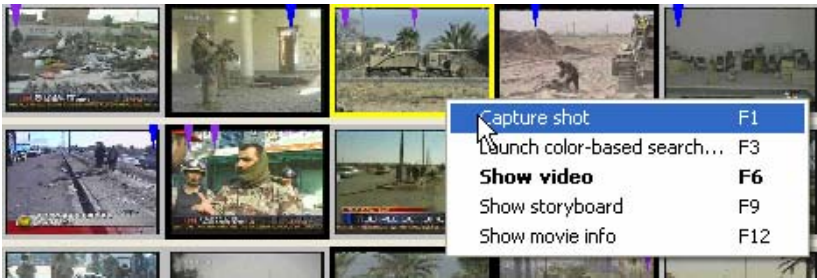 Capture shot F1
Launch color-based search... F3
Show video F6
Show storyboard F9
Show movie info F12